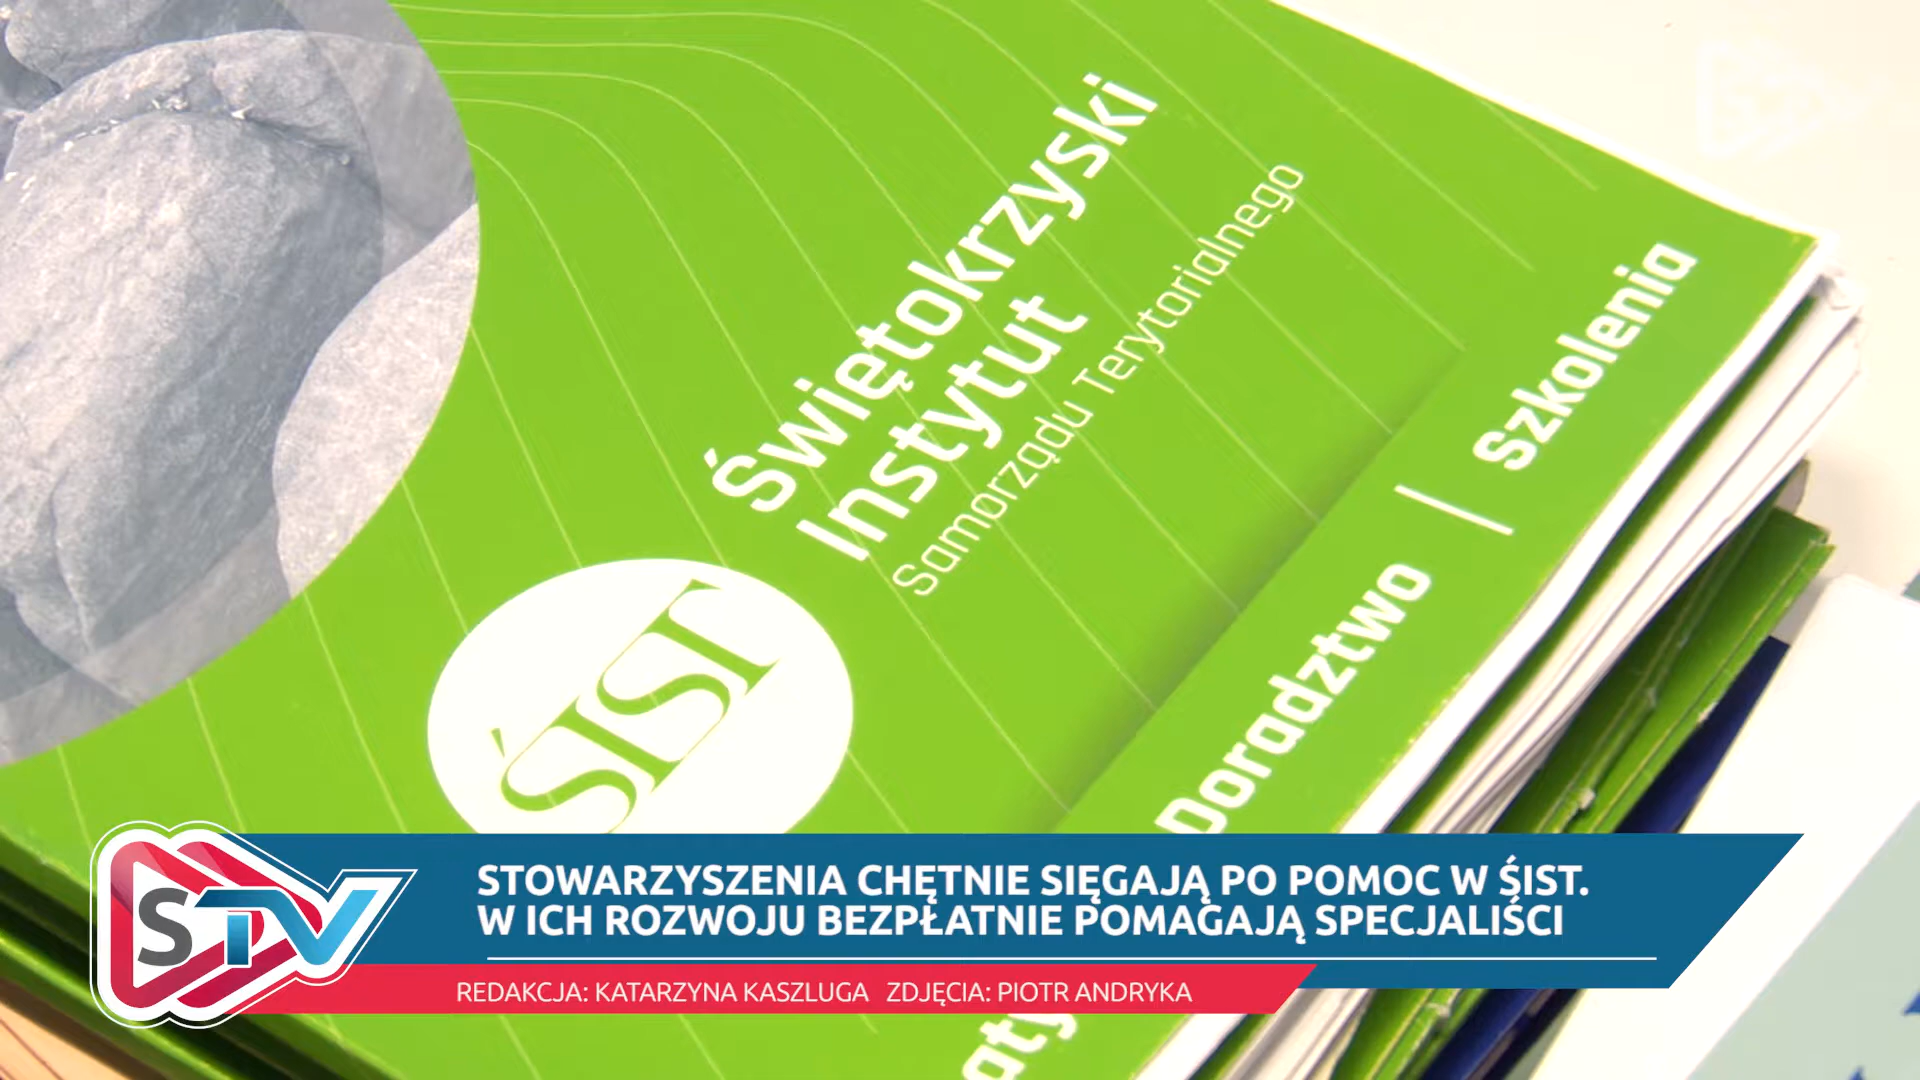 Świętokrzyski
Instytut
Samorządu Terytorialnego
ŚIST
Doradztwo | Szkolenia
STV
STOWARZYSZENIA CHĘTNIE SIĘGAJĄ PO POMOC W ŚIST.
W ICH ROZWOJU BEZPŁATNIE POMAGAJĄ SPECJALIŚCI
REDAKCJA: KATARZYNA KASZLUGA ZDJĘCIA: PIOTR ANDRYKA
STV